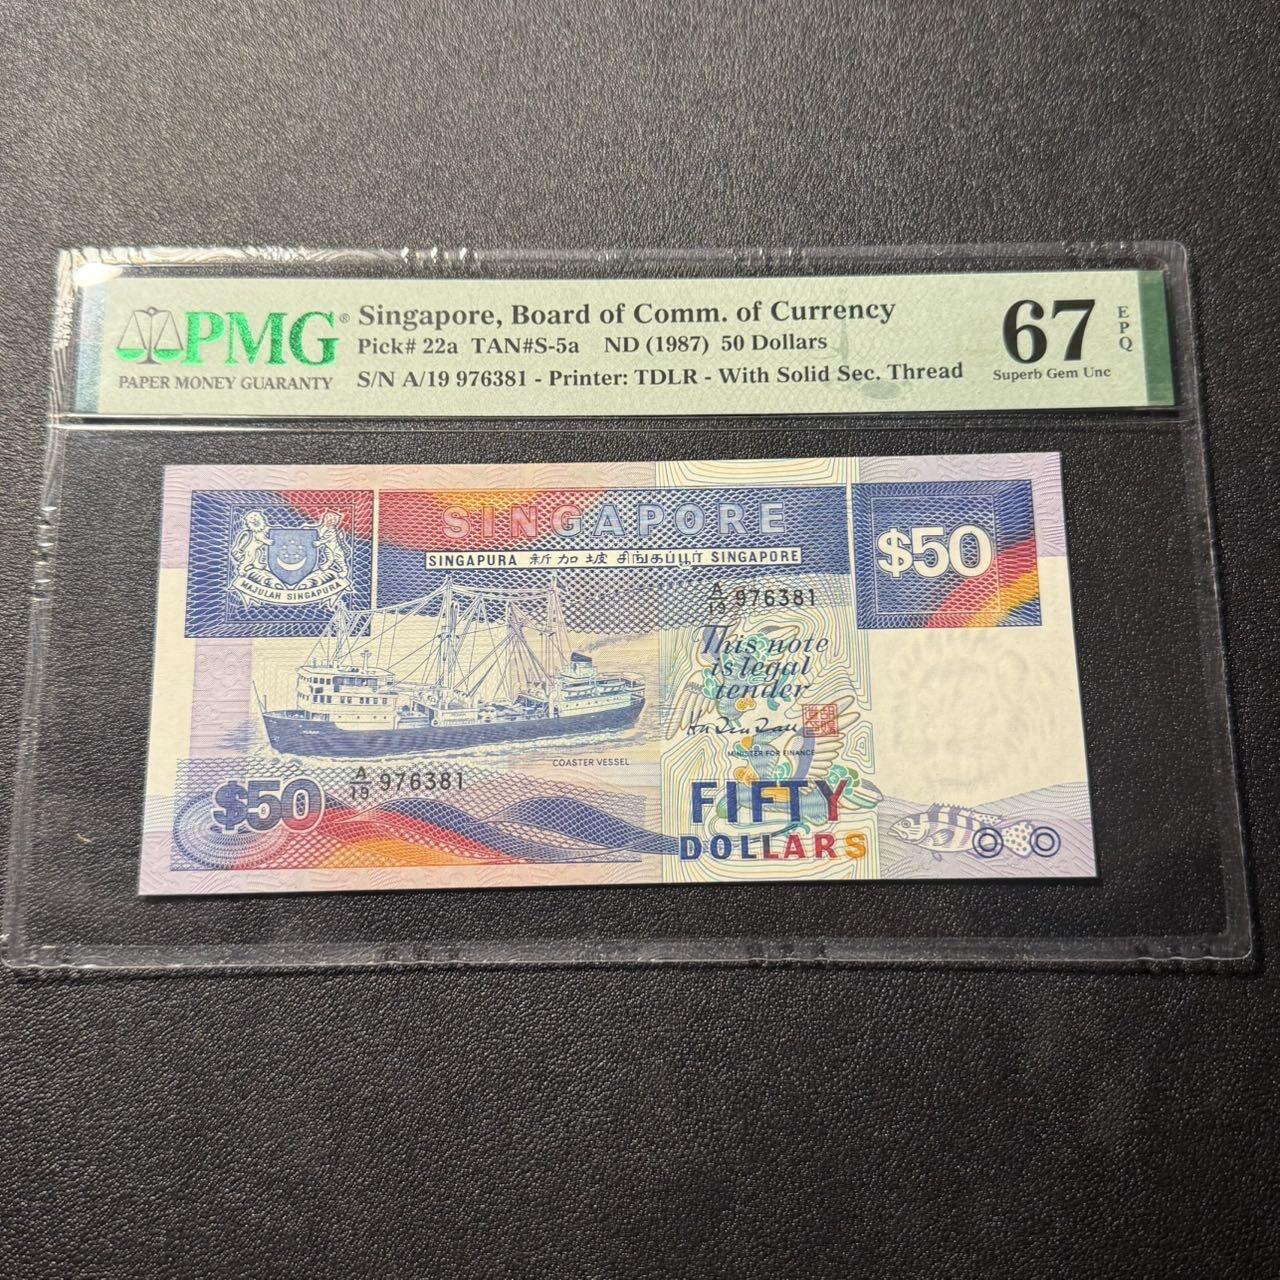 PMG®
PAPER MONEY GUARANTY
Singapore, Board of Comm. of Currency
Pick# 22a TAN#S-5a ND (1987) 50 Dollars
S/N A/19 976381 - Printer: TDLR - With Solid Sec. Thread
67
EPQ
Superb Gem Unc
SINGAPORE
SINGAPURA 新加坡 சிங்கப்பூர் SINGAPORE
$50
MAJULAH SINGAPURA
A/19 976381
This note
is legal
tender
MINISTER FOR FINANCE
COASTER VESSEL
$50
A/19 976381
FIFTY
DOLLARS